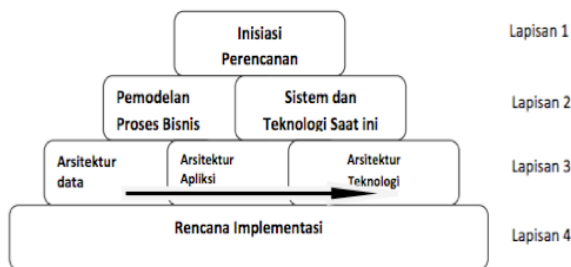 Inisiasi
Perencanan
Lapisan 1
Pemodelan
Proses Bisnis
Sistem dan
Teknologi Saat ini
Lapisan 2
Arsitektur
data
Arsitektur
Apliksi
Arsitektur
Teknologi
Lapisan 3
Rencana Implementasi
Lapisan 4